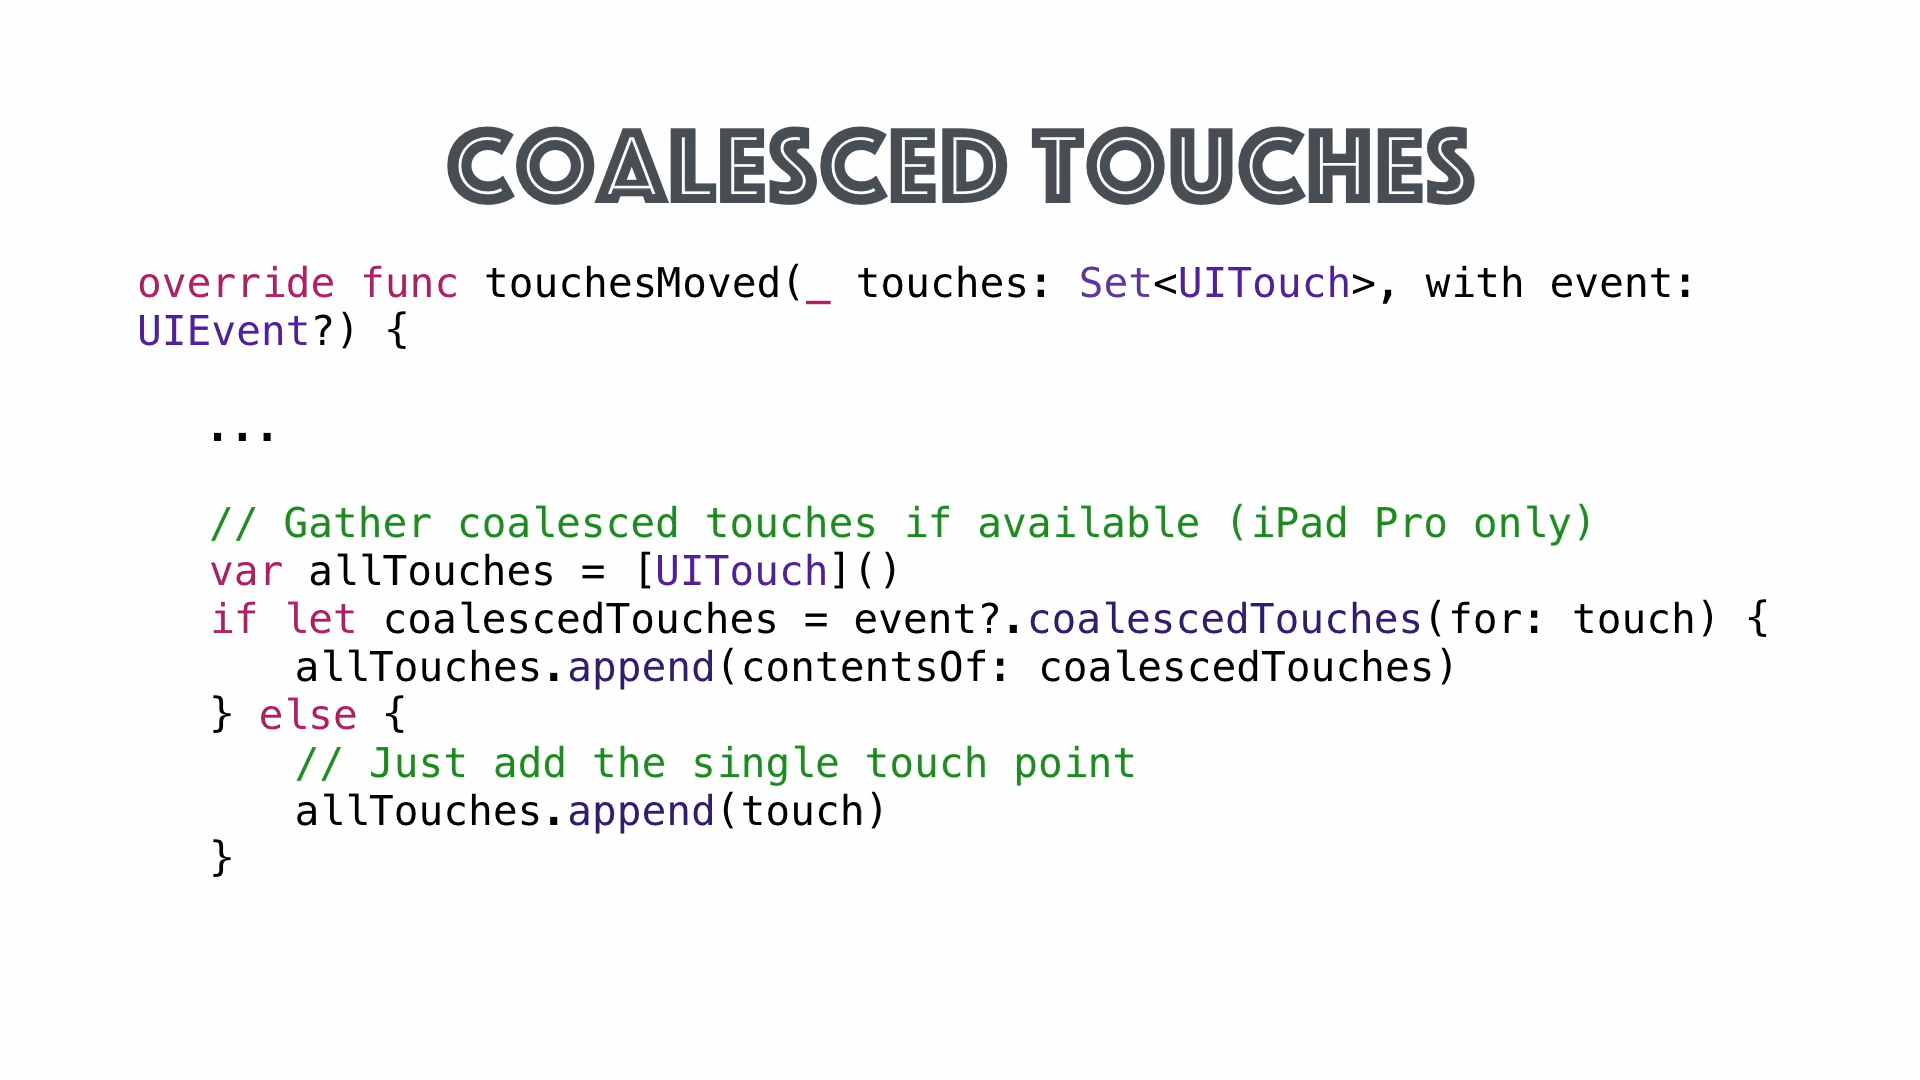 COALESCED TOUCHES
override func touchesMoved(_ touches: Set<UITouch>, with event:
UIEvent?) {
...
// Gather coalesced touches if available (iPad Pro only)
var allTouches = [UITouch]()
if let coalescedTouches = event?.coalescedTouches(for: touch) {
allTouches.append(contentsOf: coalescedTouches)
} else {
// Just add the single touch point
allTouches.append(touch)
}